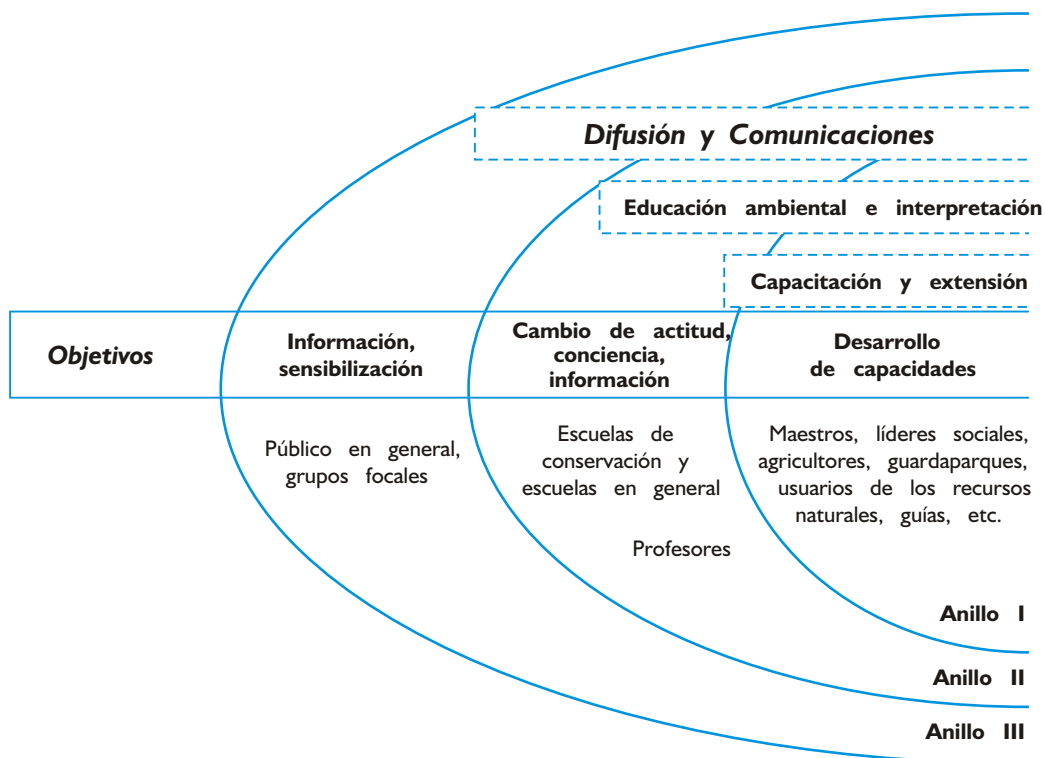 Difusión y Comunicaciones
Educación ambiental e interpretación
Capacitación y extensión
Objetivos
Información,
sensibilización
Cambio de actitud,
conciencia,
información
Desarrollo
de capacidades
Público en general,
grupos focales
Escuelas de
conservación y
escuelas en general
Profesores
Maestros, líderes sociales,
agricultores, guardaparques,
usuarios de los recursos
naturales, guías, etc.
Anillo I
Anillo II
Anillo III